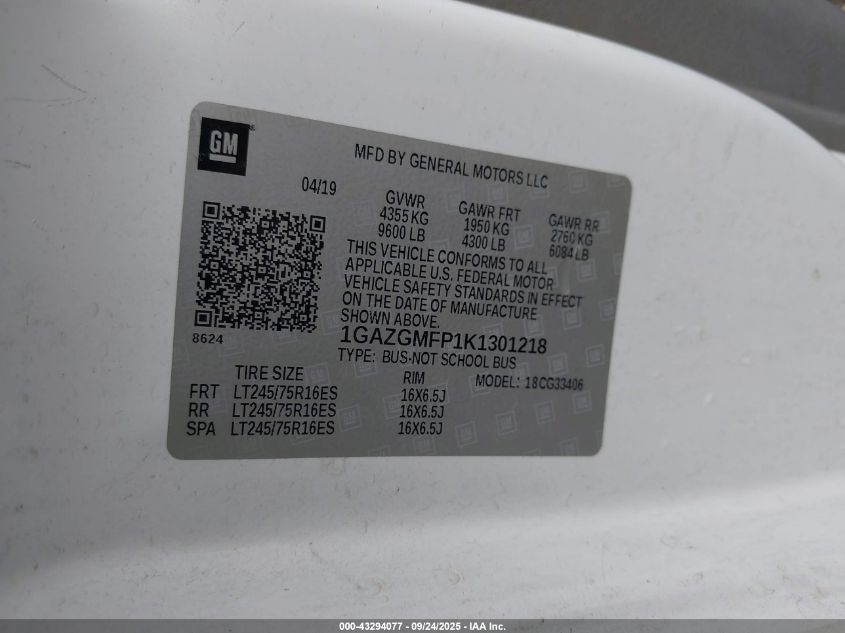 GM
MFD BY GENERAL MOTORS LLC
04/19
GVWR
4355 KG
9600 LB
GAWR FRT
1950 KG
4300 LB
GAWR RR
2760 KG
6084 LB
THIS VEHICLE CONFORMS TO ALL
APPLICABLE U.S. FEDERAL MOTOR
VEHICLE SAFETY STANDARDS IN EFFECT
ON THE DATE OF MANUFACTURE
SHOWN ABOVE.
8624
1GAZGMFP1K1301218
TYPE: BUS-NOT SCHOOL BUS
TIRE SIZE RIM MODEL: 18CG33406
FRT LT245/75R16ES 16X6.5J
RR LT245/75R16ES 16X6.5J
SPA LT245/75R16ES 16X6.5J
000-43294077 - 09/24/2025 - IAA Inc.